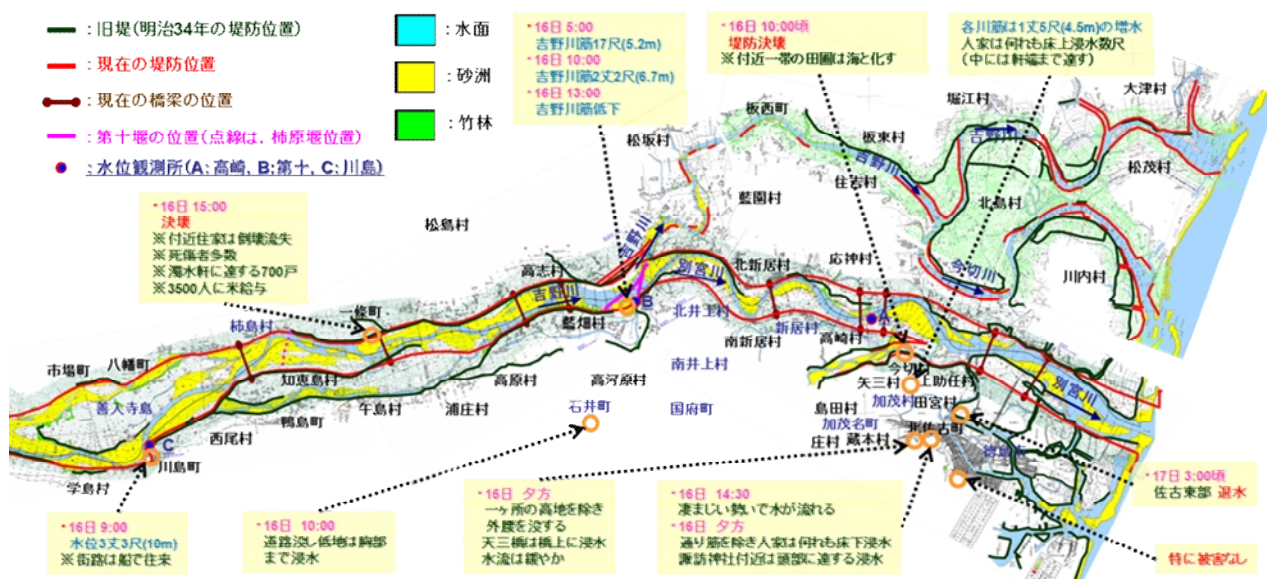 ：旧堤(明治34年の堤防位置)
：現在の堤防位置
：現在の橋梁の位置
：第十堰の位置(点線は，柿原堰位置)
：水位観測所(A：高崎，B：第十，C：川島)
：水面
：砂洲
：竹林
・16日 5:00
吉野川筋17尺(5.2m)
・16日 10:00
吉野川筋2丈2尺(6.7m)
・16日 13:00
吉野川筋低下
・16日 10:00頃
堤防決壊
※付近一帯の田圃は海と化す
各川筋は1丈5尺(4.5m)の増水
人家は何れも床上浸水数尺
(中には軒端まで達す)
・16日 15:00
決壊
※付近住家は倒壊流失
※死傷者多数
※濁水軒に達する700戸
※3500人に米給与
大津村
堀江村
板西町
板東村
松坂村
吉野川
吉野川
住吉村
松茂村
藍園村
北島村
松島村
吉野川
今切川
川内村
高志村
別宮川
北新居村
応神村
吉野川
B
藍畑村
北井上村
新居村
A
高崎村
南新居村
一條町
柿島村
市場町
八幡町
知恵島村
高原村
高河原村
南井上村
今切村
矢三村
上助任村
別宮川
善入寺島
牛島村
浦庄村
石井町
国府町
島田村
加茂村
田宮村
加茂名町
鴨島町
西尾村
C
川島町
学島村
庄村
蔵本村
佐古町
徳島市
・16日 9:00
水位3丈3尺(10m)
※街路は船で往来
・16日 10:00
道路没し低地は胸部
まで浸水
・16日 夕方
一ヶ所の高地を除き
外腰を没する
天三橋は橋上に浸水
水流は緩やか
・16日 14:30
凄まじい勢いで水が流れる
・16日 夕方
通り筋を除き人家は何れも床下浸水
諏訪神社付近は頭部に達する浸水
・17日 3:00頃
佐古東部 退水
特に被害なし